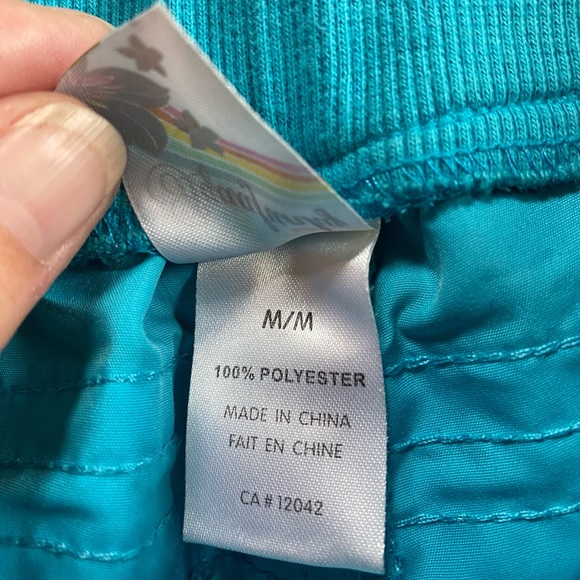 M/M
100% POLYESTER
MADE IN CHINA
FAIT EN CHINE
CA # 12042